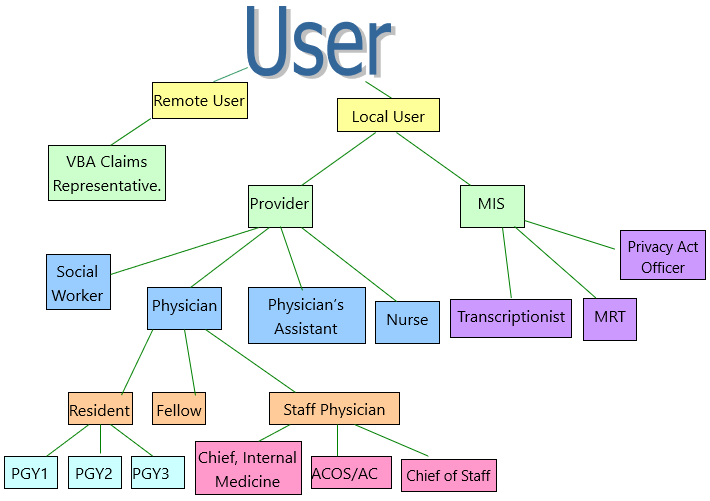 User
Remote User
Local User
VBA Claims
Representative.
Provider
MIS
Privacy Act
Officer
Social
Worker
Physician
Physician's
Assistant
Nurse
Transcriptionist
MRT
Resident
Fellow
Staff Physician
PGY1
PGY2
PGY3
Chief, Internal
Medicine
ACOS/AC
Chief of Staff